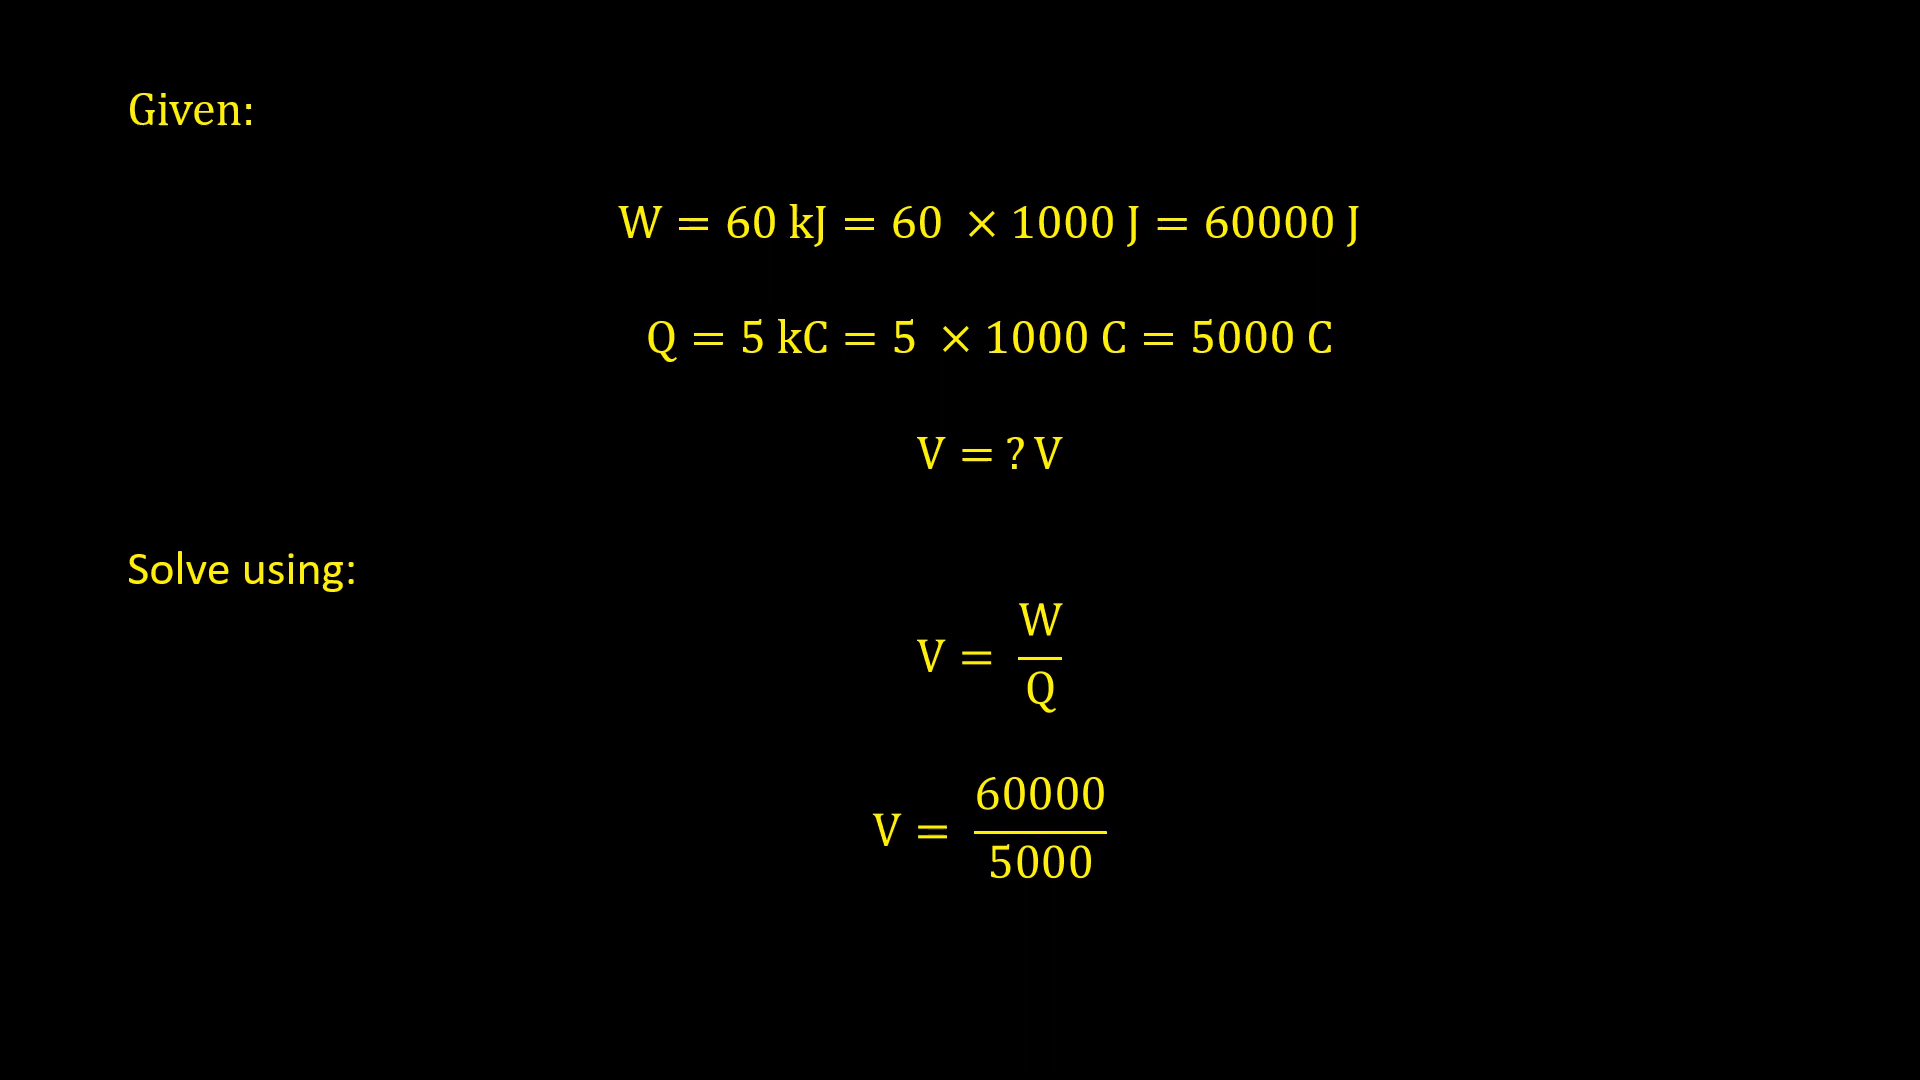 Given:
W = 60 kJ = 60 × 1000 J = 60000 J
Q = 5 kC = 5 × 1000 C = 5000 C
V = ? V
Solve using:
V = W/Q
V = 60000/5000